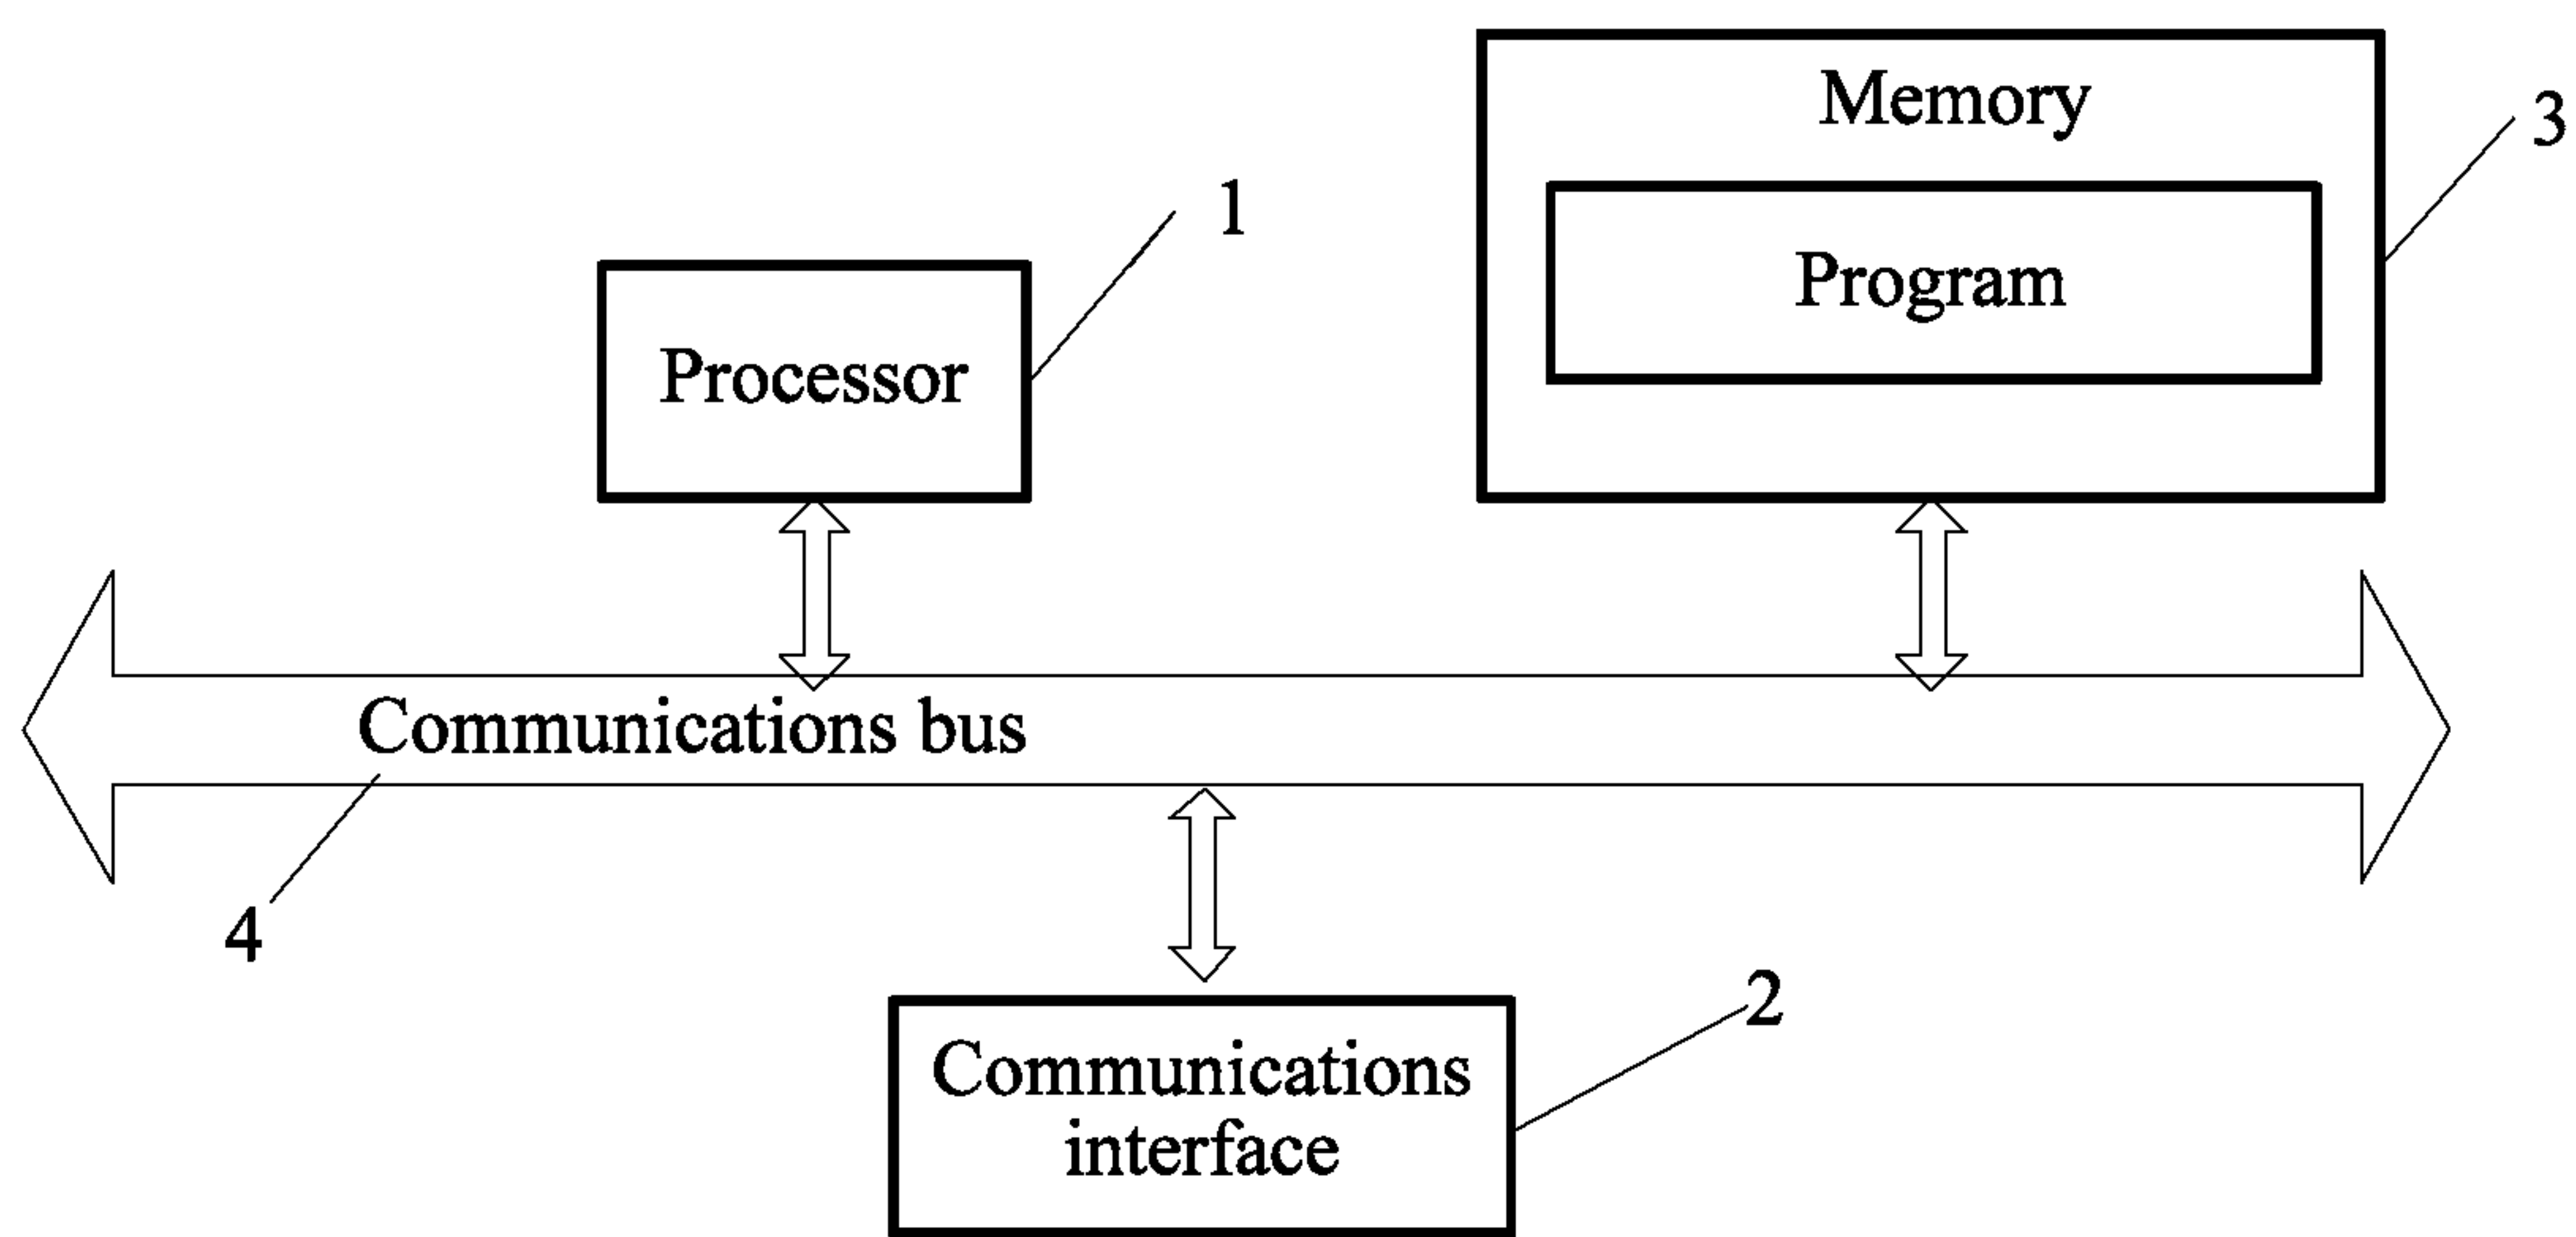 Memory
3
1
Program
Processor
Communications bus
4
2
Communications
interface